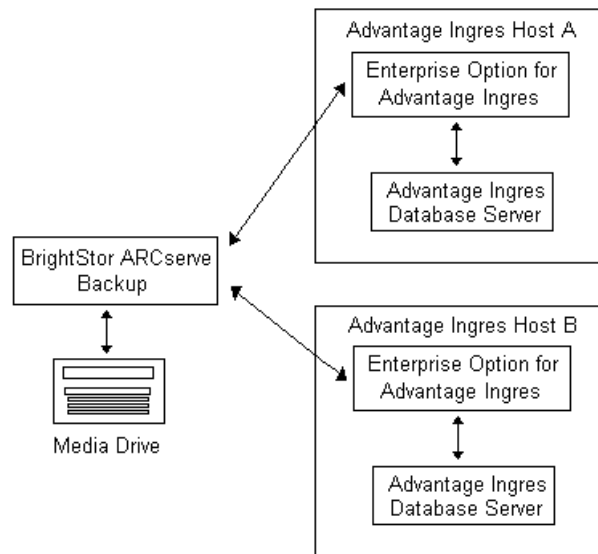 Advantage Ingres Host A
Enterprise Option for
Advantage Ingres
Advantage Ingres
Database Server
BrightStor ARCserve
Backup
Media Drive
Advantage Ingres Host B
Enterprise Option for
Advantage Ingres
Advantage Ingres
Database Server